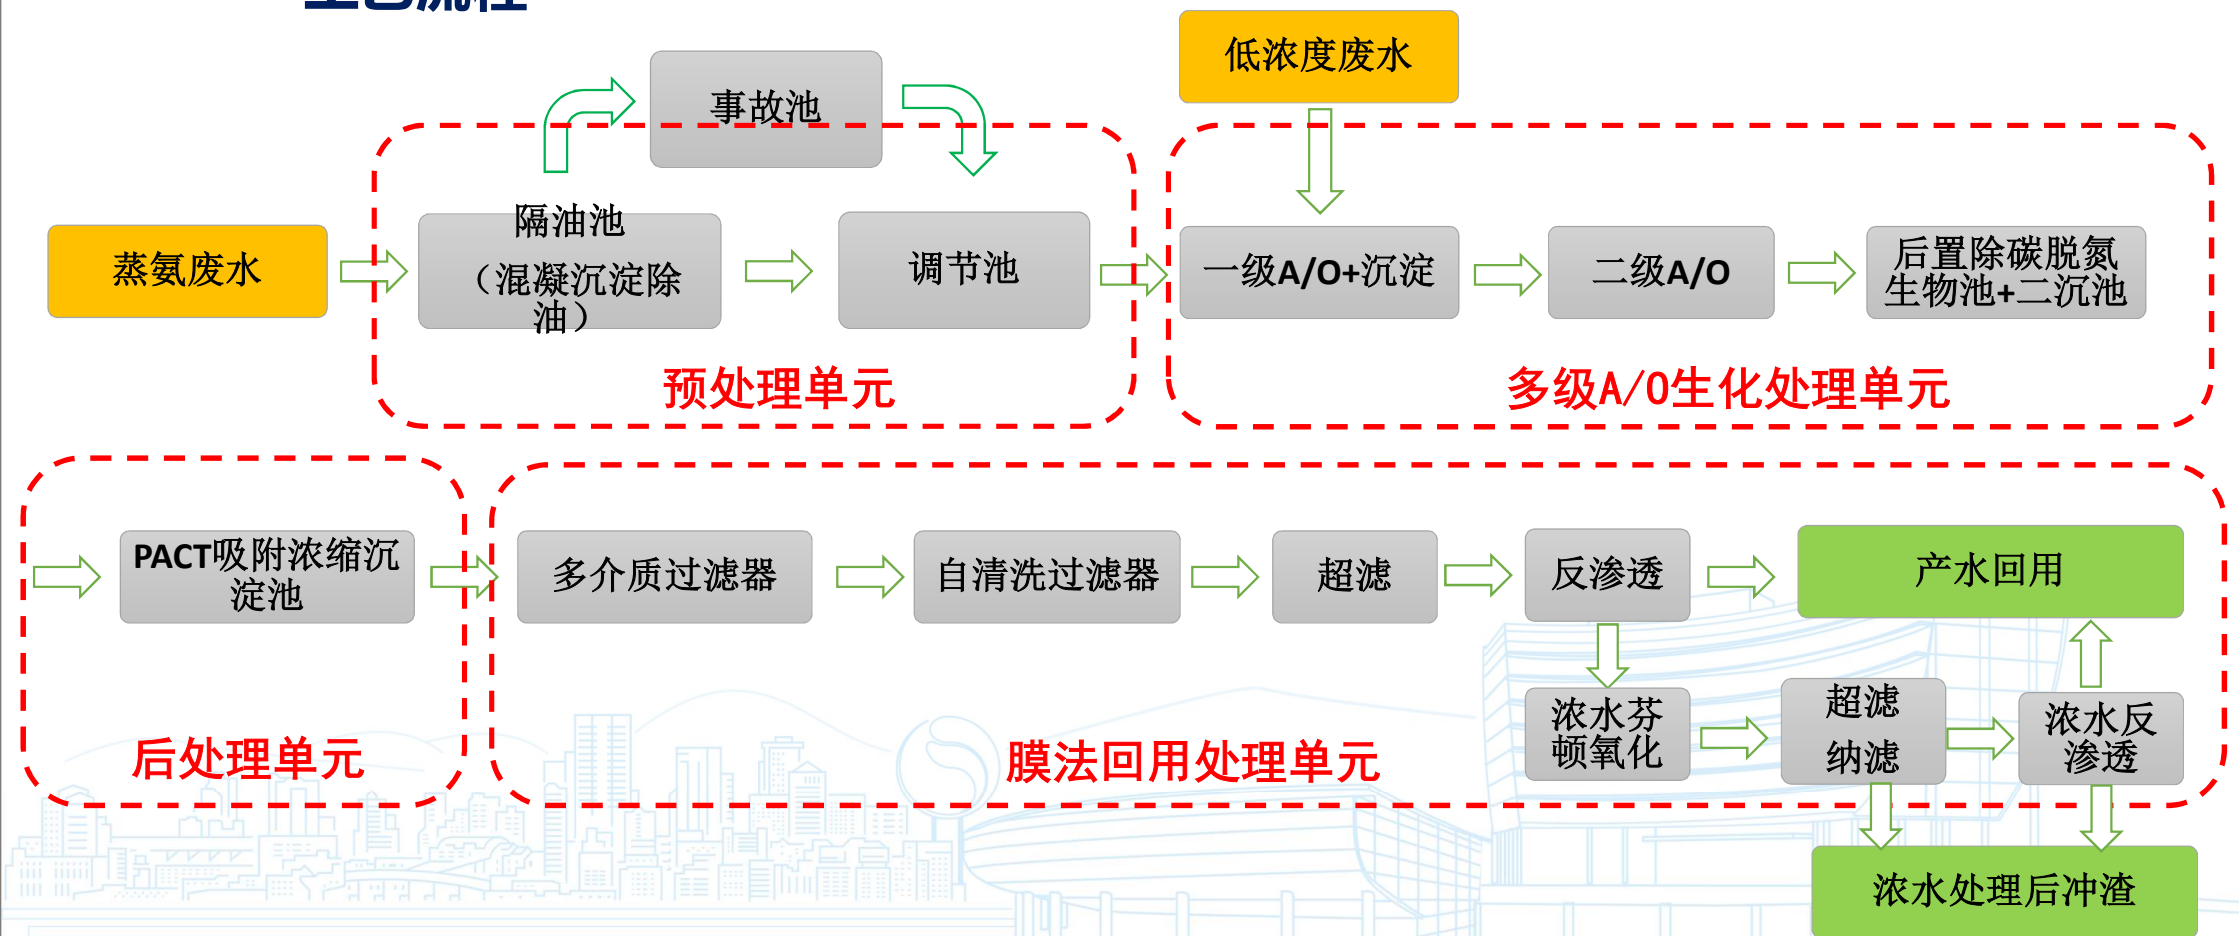 工艺流程
低浓度废水
事故池
隔油池
（混凝沉淀除
油）
蒸氨废水
调节池
一级A/O+沉淀
二级A/O
后置除碳脱氮
生物池+二沉池
预处理单元
多级A/O生化处理单元
PACT吸附浓缩沉
淀池
多介质过滤器
自清洗过滤器
超滤
反渗透
产水回用
浓水芬
顿氧化
超滤
纳滤
浓水反
渗透
后处理单元
膜法回用处理单元
浓水处理后冲渣